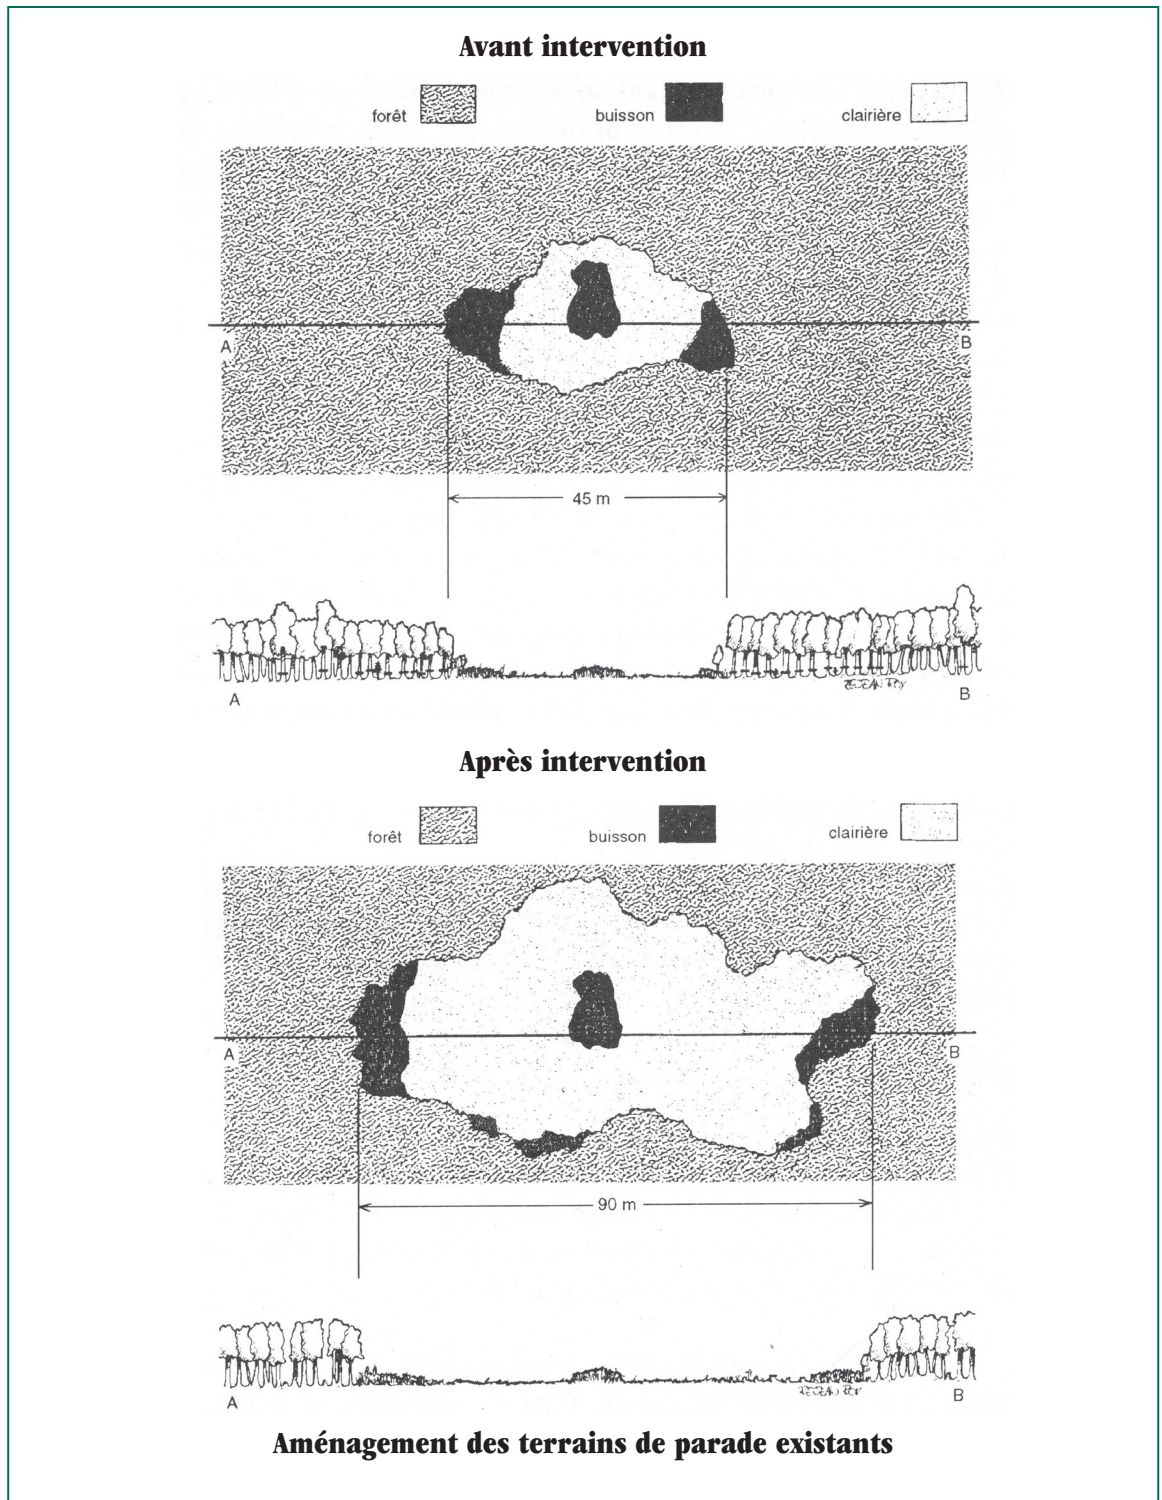 Avant intervention
forêt buisson clairière
A B
45 m
A B
Après intervention
forêt buisson clairière
A B
90 m
A B
Aménagement des terrains de parade existants